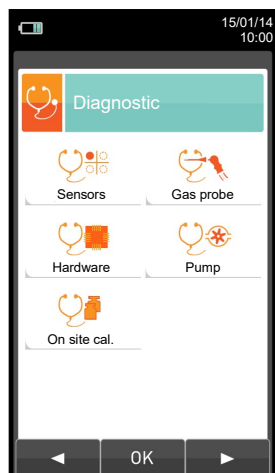 15/01/14
10:00
Diagnostic
Sensors
Gas probe
Hardware
Pump
On site cal.
OK